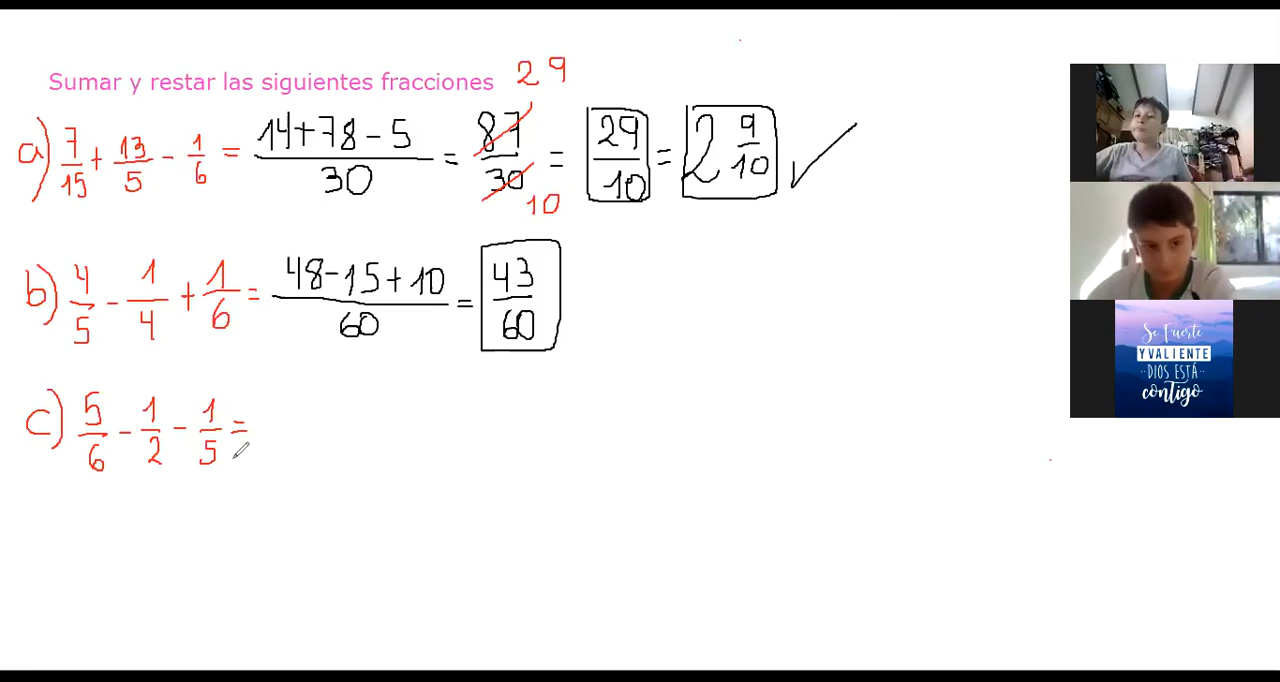 Sumar y restar las siguientes fracciones 29
a) 7/15 + 13/5 - 1/6 = (14+78-5)/30 = 87/30 = 29/10 = 2 9/10 ✓
10
b) 4/5 - 1/4 + 1/6 = (48-15+10)/60 = 43/60
c) 5/6 - 1/2 - 1/5 =
Se Fuerte
Y VALIENTE
DIOS ESTÁ
contigo